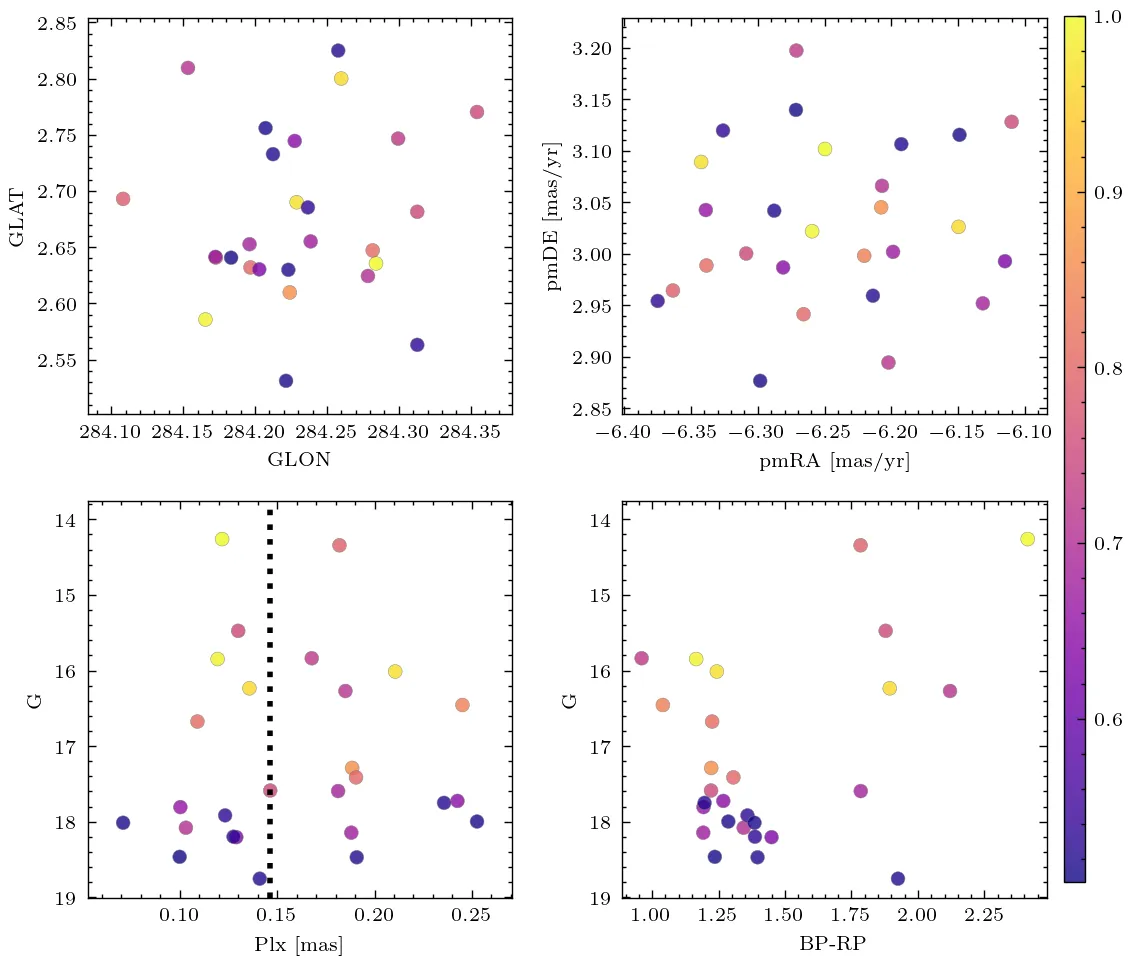 2.85
2.80
2.75
2.70
2.65
2.60
2.55
GLAT
284.10 284.15 284.20 284.25 284.30 284.35
GLON
3.20
3.15
3.10
3.05
3.00
2.95
2.90
2.85
pmDE [mas/yr]
−6.40 −6.35 −6.30 −6.25 −6.20 −6.15 −6.10
pmRA [mas/yr]
14
15
16
17
18
19
G
0.10 0.15 0.20 0.25
Plx [mas]
14
15
16
17
18
19
G
1.00 1.25 1.50 1.75 2.00 2.25
BP-RP
1.0
0.9
0.8
0.7
0.6